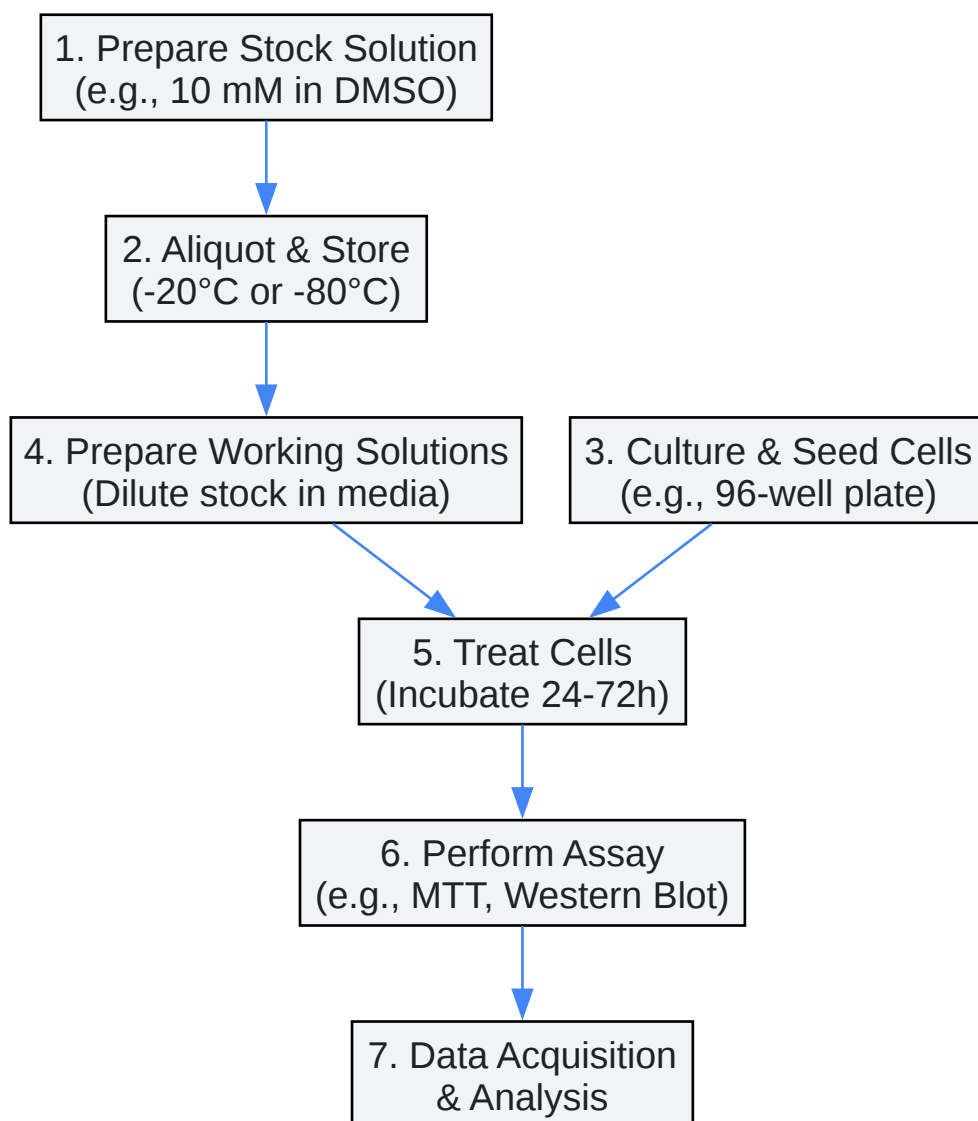 1. Prepare Stock Solution
(e.g., 10 mM in DMSO)
2. Aliquot & Store
(-20°C or -80°C)
4. Prepare Working Solutions
(Dilute stock in media)
3. Culture & Seed Cells
(e.g., 96-well plate)
5. Treat Cells
(Incubate 24-72h)
6. Perform Assay
(e.g., MTT, Western Blot)
7. Data Acquisition
& Analysis